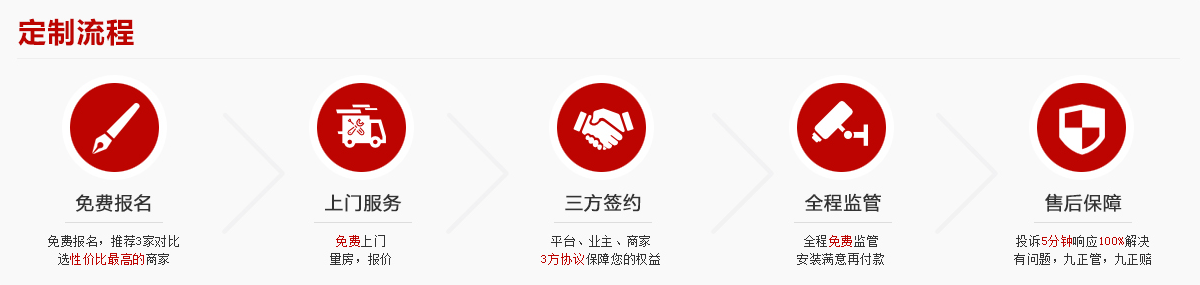 定制流程
免费报名
免费报名，推荐3家对比
选性价比最高的商家
上门服务
免费上门
量房，报价
三方签约
平台、业主、商家
3方协议保障您的权益
全程监管
全程免费监管
安装满意再付款
售后保障
投诉5分钟响应100%解决
有问题，九正管，九正赔